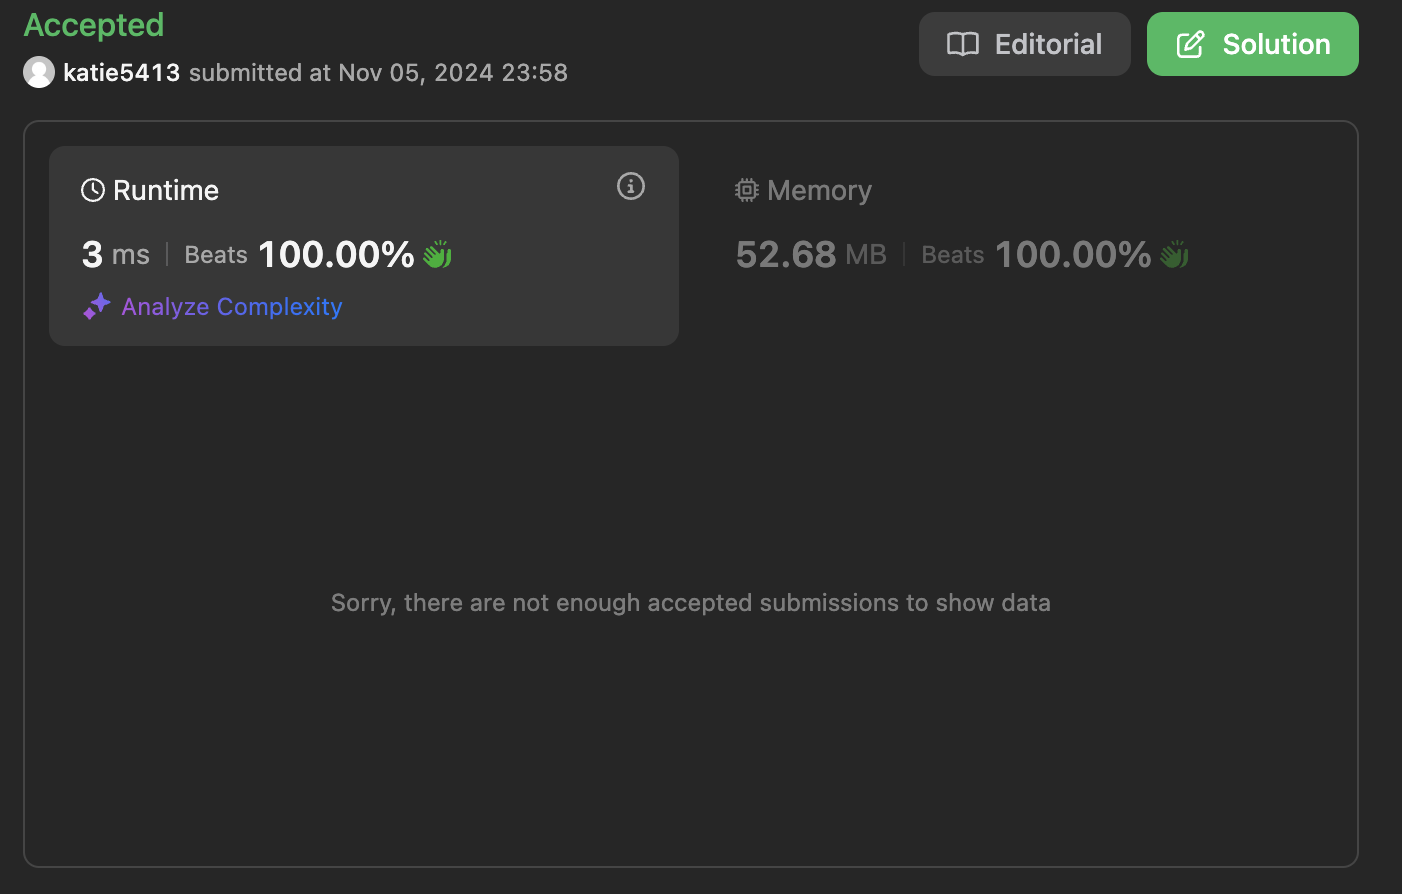 Accepted
katie5413 submitted at Nov 05, 2024 23:58
Editorial
Solution
Runtime
3 ms | Beats 100.00%
Analyze Complexity
Memory
52.68 MB | Beats 100.00%
Sorry, there are not enough accepted submissions to show data